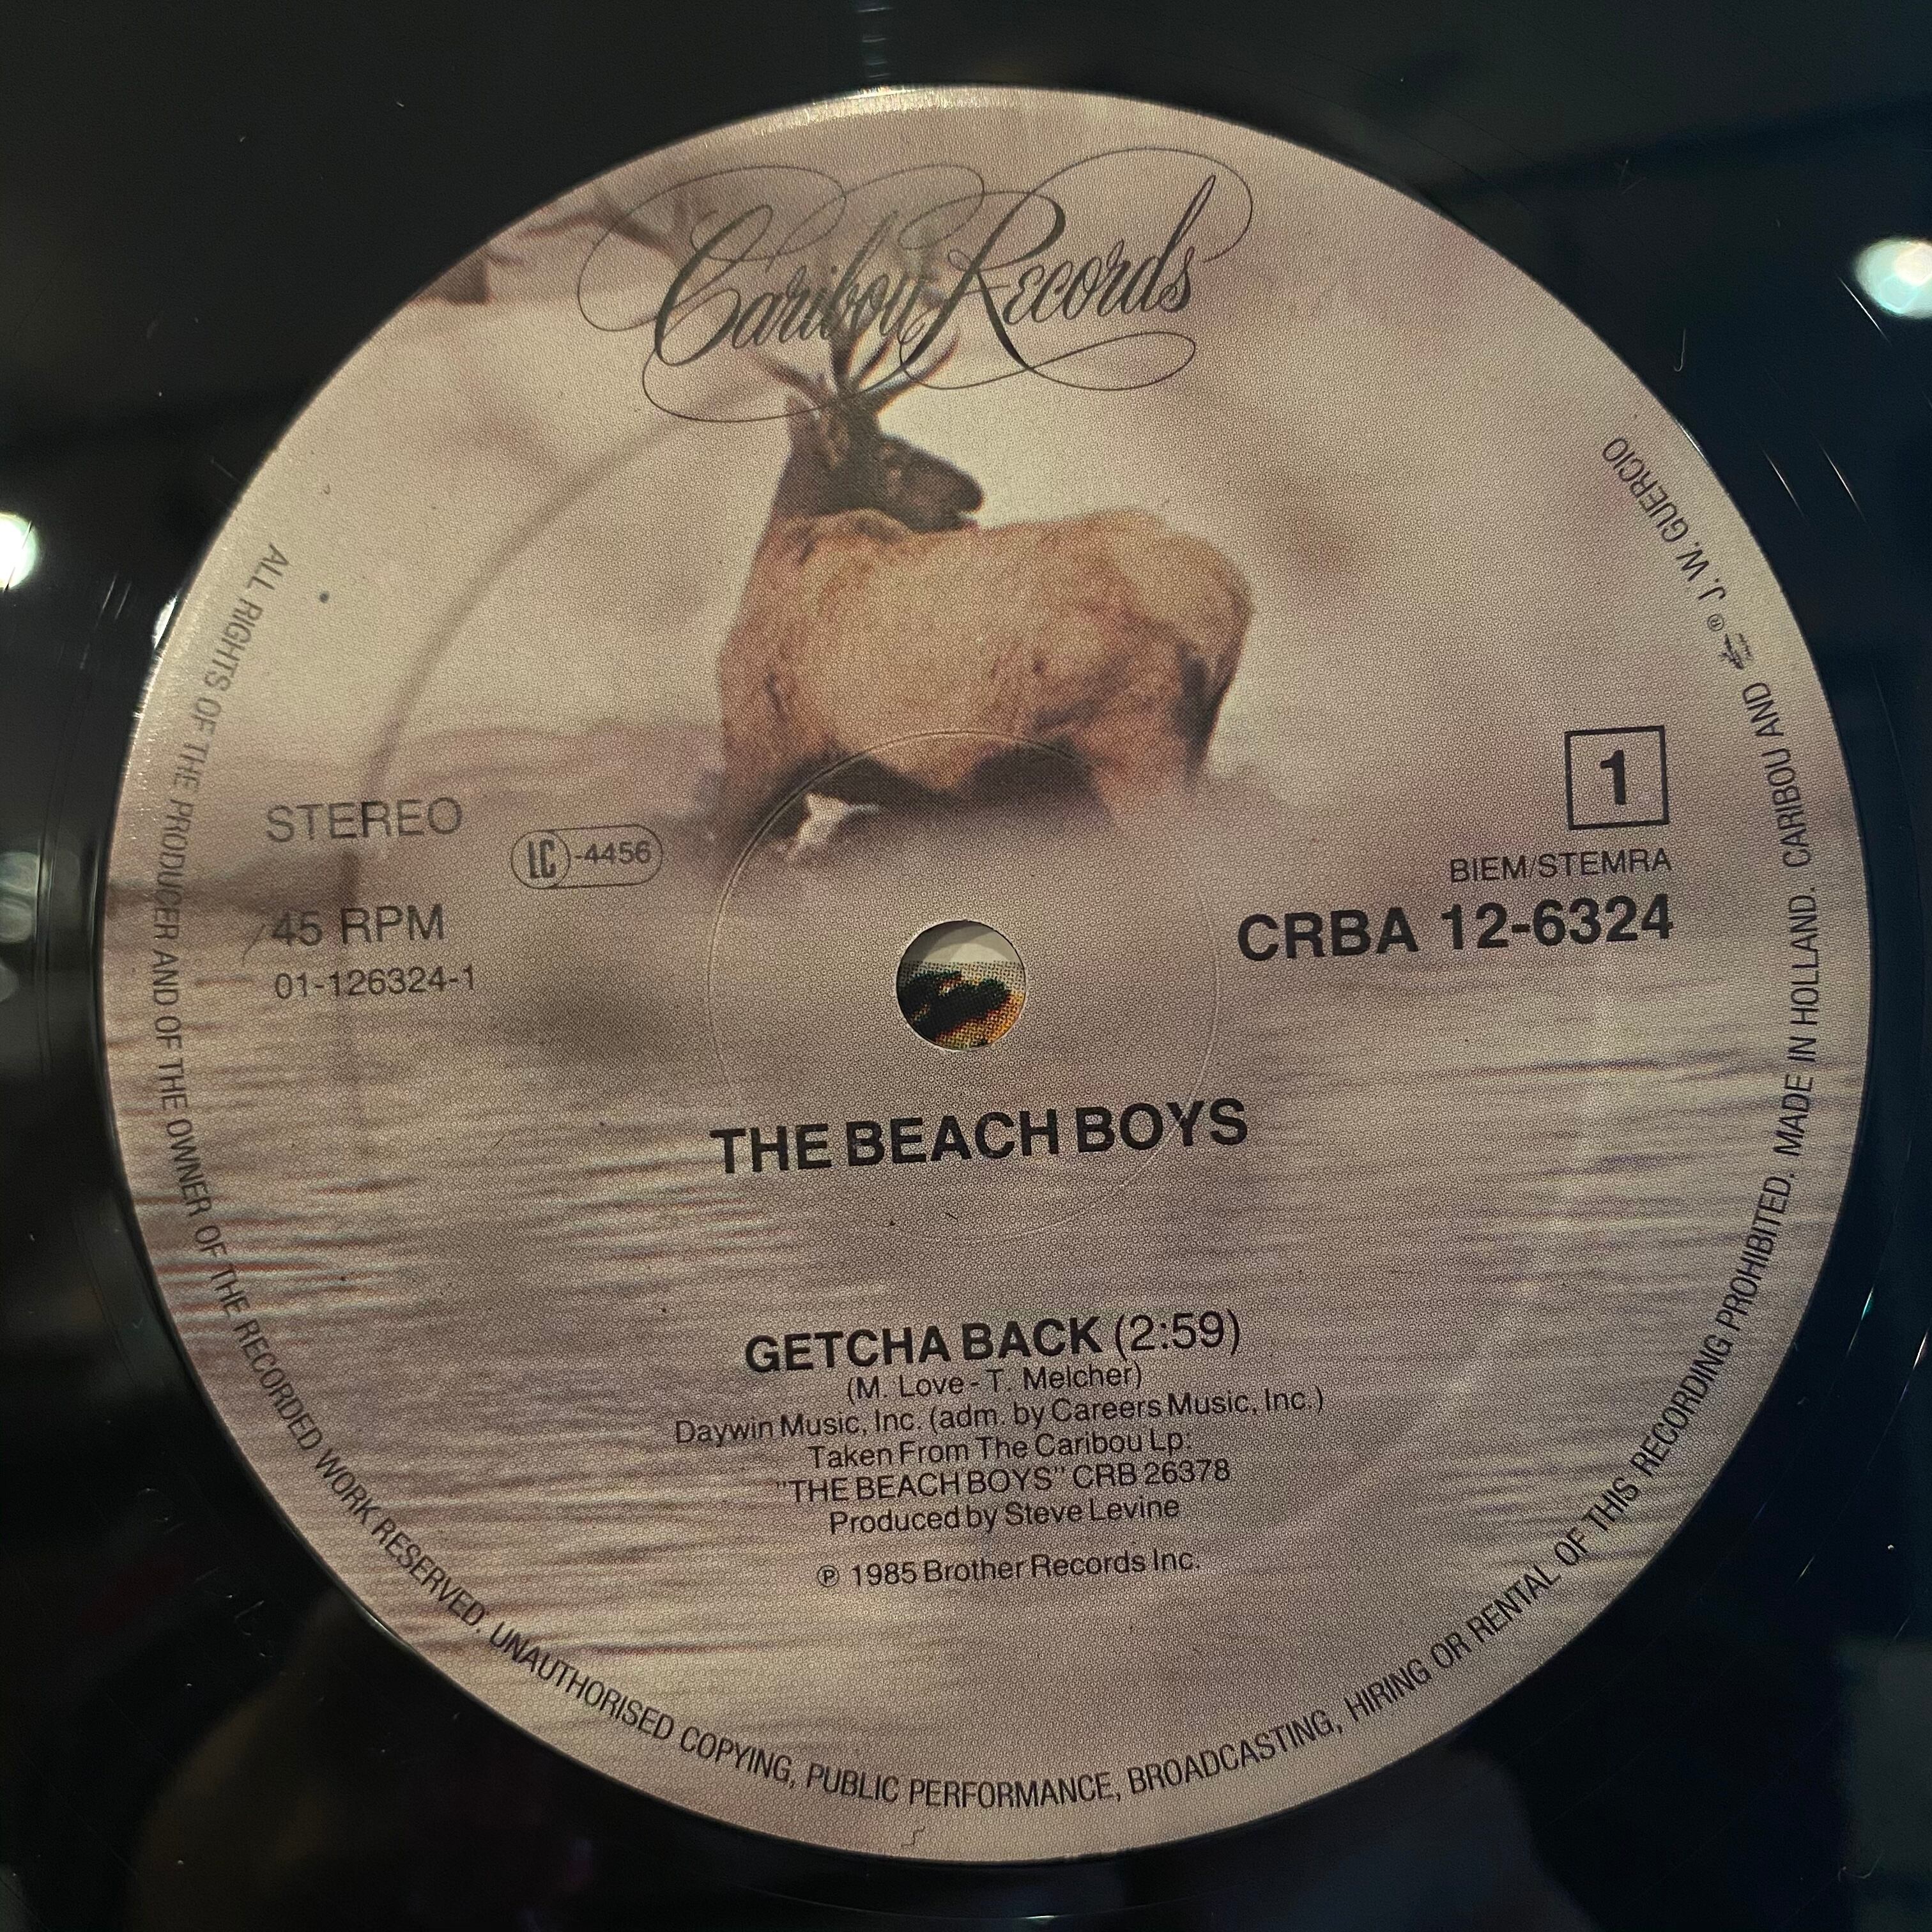 Caribou Records
STEREO
LC-4456
45 RPM
01-126324-1
1
BIEM/STEMRA
CRBA 12-6324
THE BEACH BOYS
GETCHA BACK (2:59)
(M. Love-T. Melcher)
Daywin Music, Inc. (adm. by Careers Music, Inc.)
Taken From The Caribou Lp:
"THE BEACH BOYS" CRB 26378
Produced by Steve Levine
℗ 1985 Brother Records Inc.
ALL RIGHTS OF THE PRODUCER AND OF THE OWNER OF THE RECORDED WORK RESERVED. UNAUTHORISED COPYING, PUBLIC PERFORMANCE, BROADCASTING, HIRING OR RENTAL OF THIS RECORDING PROHIBITED. MADE IN HOLLAND. CARIBOU AND ® J. W. GUERCIO